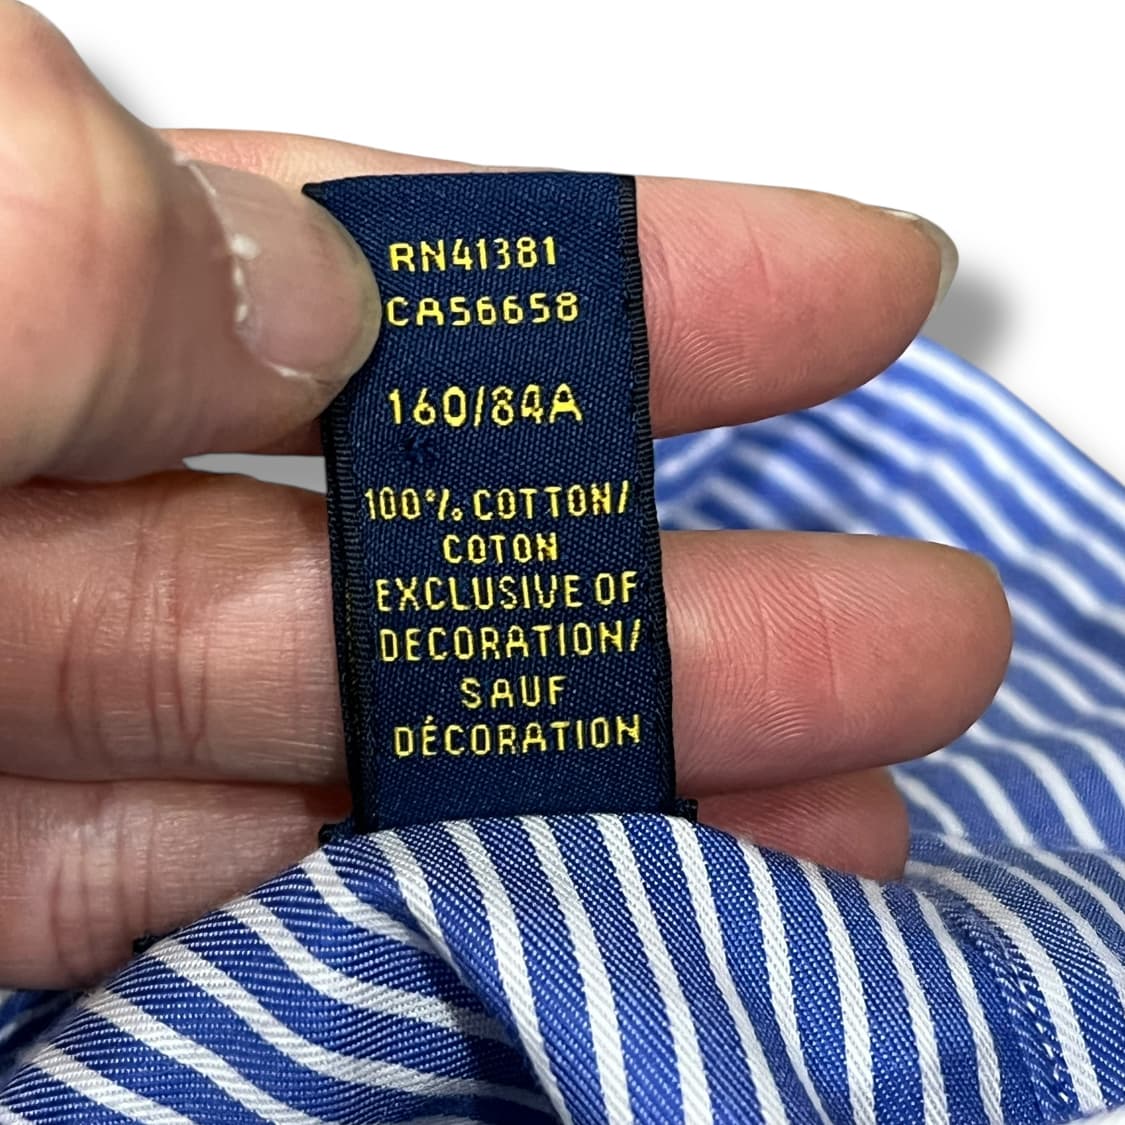 RN41381
CA56658
160/84A
100% COTTON/
COTON
EXCLUSIVE OF
DECORATION/
SAUF
DÉCORATION